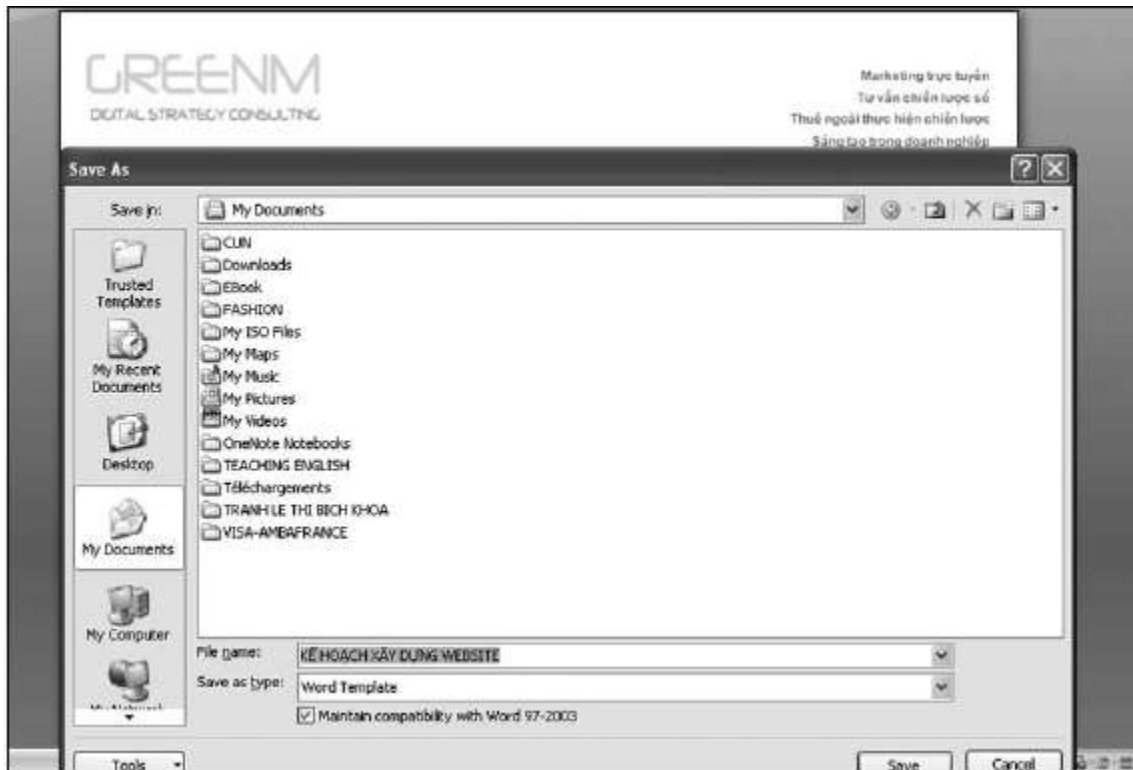 GREENM
DIGITAL STRATEGY CONSULTING
Marketing trực tuyến
Tư vấn chiến lược số
Thuê ngoài thực hiện chiến lược
Sáng tạo trong doanh nghiệp
Save As
Save in:
My Documents
Trusted Templates
My Recent Documents
Desktop
My Documents
My Computer
CUN
Downloads
EBook
FASHION
My ISO Files
My Maps
My Music
My Pictures
My Videos
OneNote Notebooks
TEACHING ENGLISH
Téléchargements
TRANH LE THI BICH KHOA
VISA-AMBAFRANCE
File name:
KẾ HOẠCH XÂY DỰNG WEBSITE
Save as type:
Word Template
Maintain compatibility with Word 97-2003
Tools
Save
Cancel